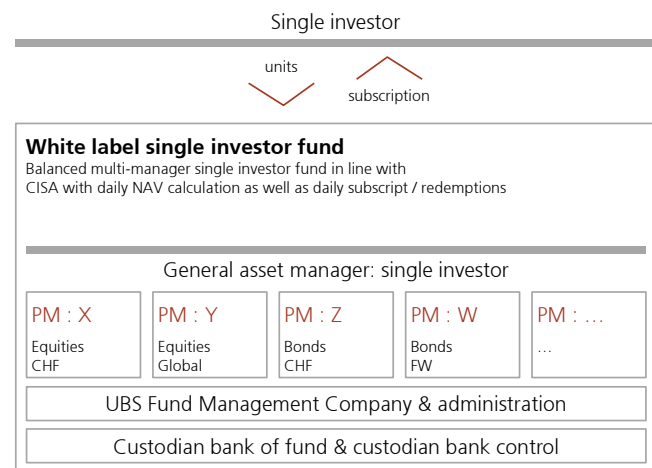 Single investor
units
subscription
White label single investor fund
Balanced multi-manager single investor fund in line with
CISA with daily NAV calculation as well as daily subscript / redemptions
General asset manager: single investor
PM : X
Equities
CHF
PM : Y
Equities
Global
PM : Z
Bonds
CHF
PM : W
Bonds
FW
PM : …
…
UBS Fund Management Company & administration
Custodian bank of fund & custodian bank control